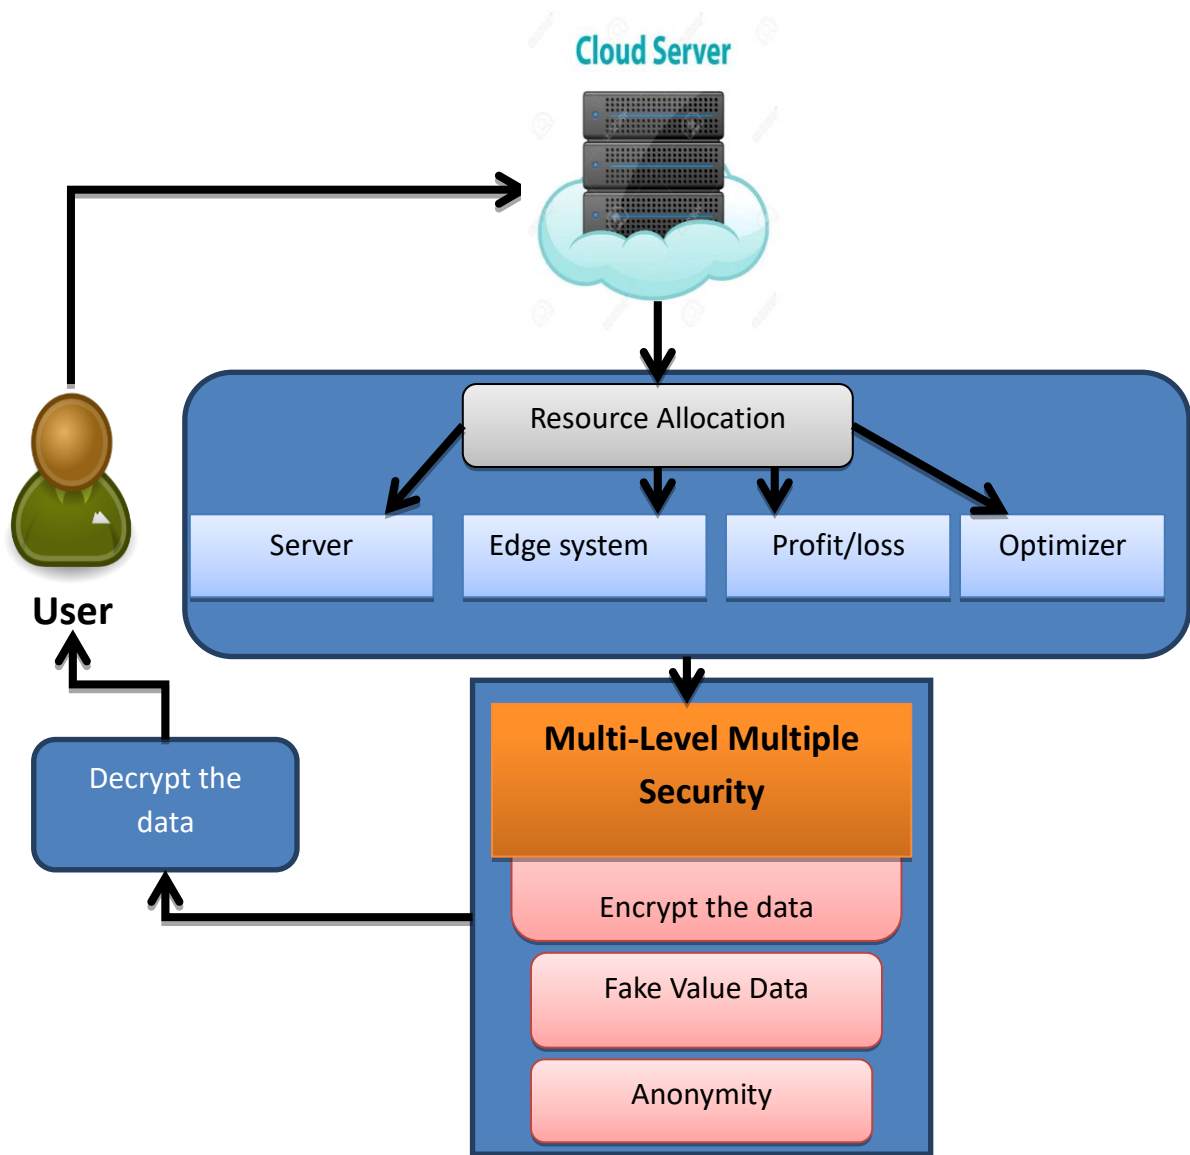 Cloud Server
Resource Allocation
Server
Edge system
Profit/loss
Optimizer
User
Multi-Level Multiple
Security
Decrypt the
data
Encrypt the data
Fake Value Data
Anonymity